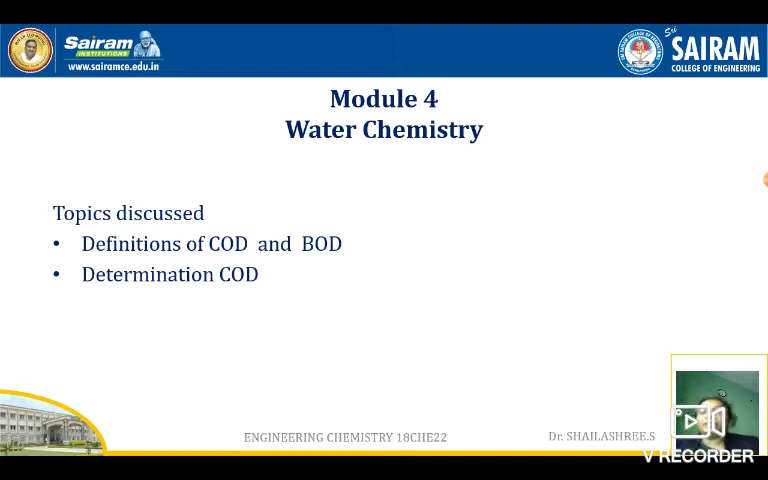 Sairam
INSTITUTIONS
www.sairamce.edu.in
Sri
SAIRAM
COLLEGE OF ENGINEERING
Module 4
Water Chemistry
Topics discussed
• Definitions of COD and BOD
• Determination COD
ENGINEERING CHEMISTRY 18CHE22
Dr. SHAILASHREE.S
V RECORDER